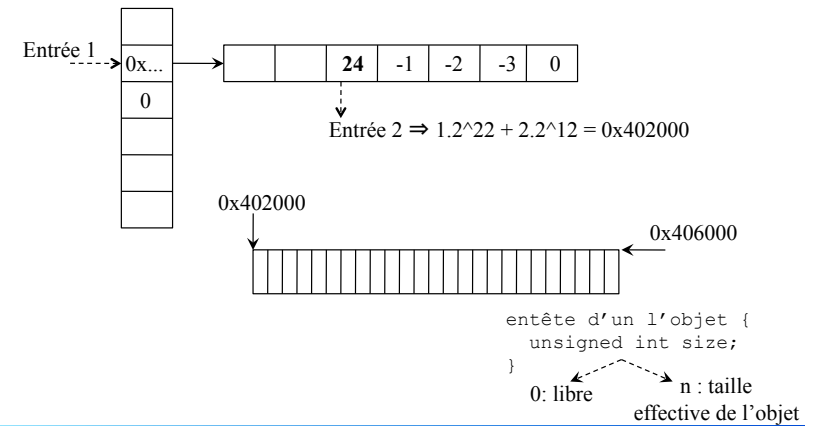 Entrée 1
0x...
24 -1 -2 -3 0
0
Entrée 2 ⇒ 1.2^22 + 2.2^12 = 0x402000
0x402000
0x406000
entête d’un l’objet {
unsigned int size;
}
0: libre
n : taille
effective de l’objet